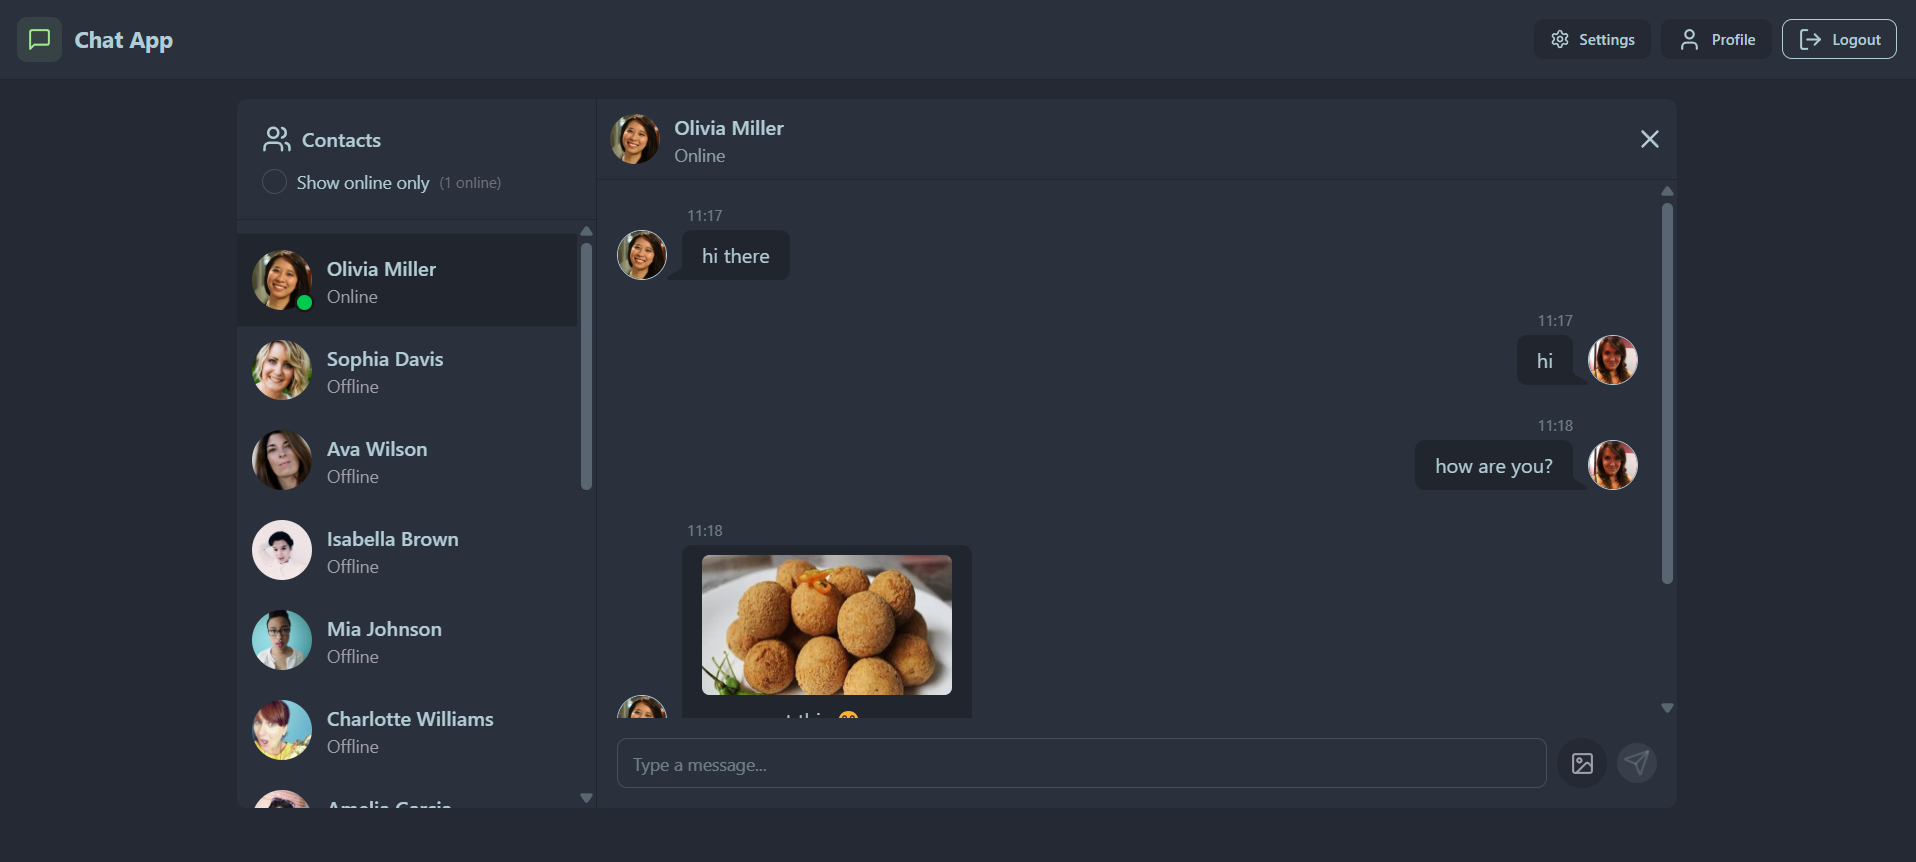 Chat App
Settings
Profile
Logout
Contacts
Show online only (1 online)
Olivia Miller
Online
Sophia Davis
Offline
Ava Wilson
Offline
Isabella Brown
Offline
Mia Johnson
Offline
Charlotte Williams
Offline
Amelia Garcia
Olivia Miller
Online
11:17
hi there
11:17
hi
11:18
how are you?
11:18
Type a message...